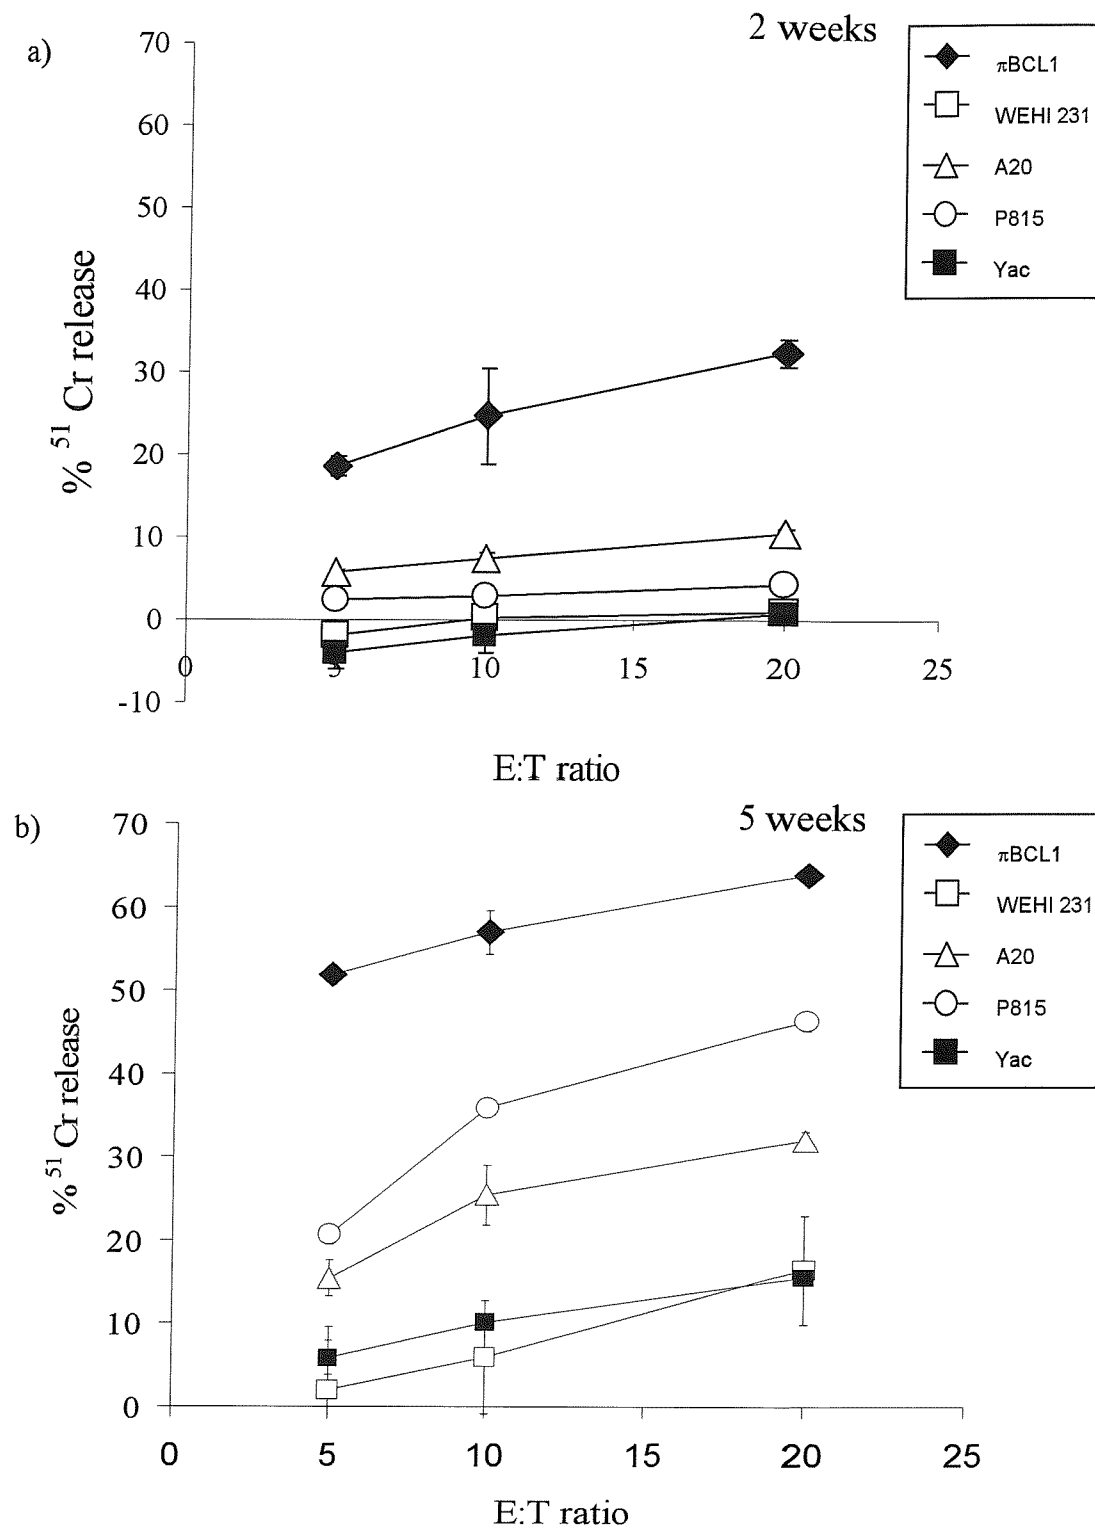 a)
2 weeks
70
60
50
40
30
20
10
0
-10
% ⁵¹ Cr release
0 5 10 15 20 25
E:T ratio
πBCL1
WEHI 231
A20
P815
Yac
b)
5 weeks
70
60
50
40
30
20
10
0
% ⁵¹ Cr release
0 5 10 15 20 25
E:T ratio
πBCL1
WEHI 231
A20
P815
Yac